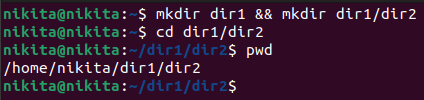 nikita@nikita:~$ mkdir dir1 && mkdir dir1/dir2
nikita@nikita:~$ cd dir1/dir2
nikita@nikita:~/dir1/dir2$ pwd
/home/nikita/dir1/dir2
nikita@nikita:~/dir1/dir2$